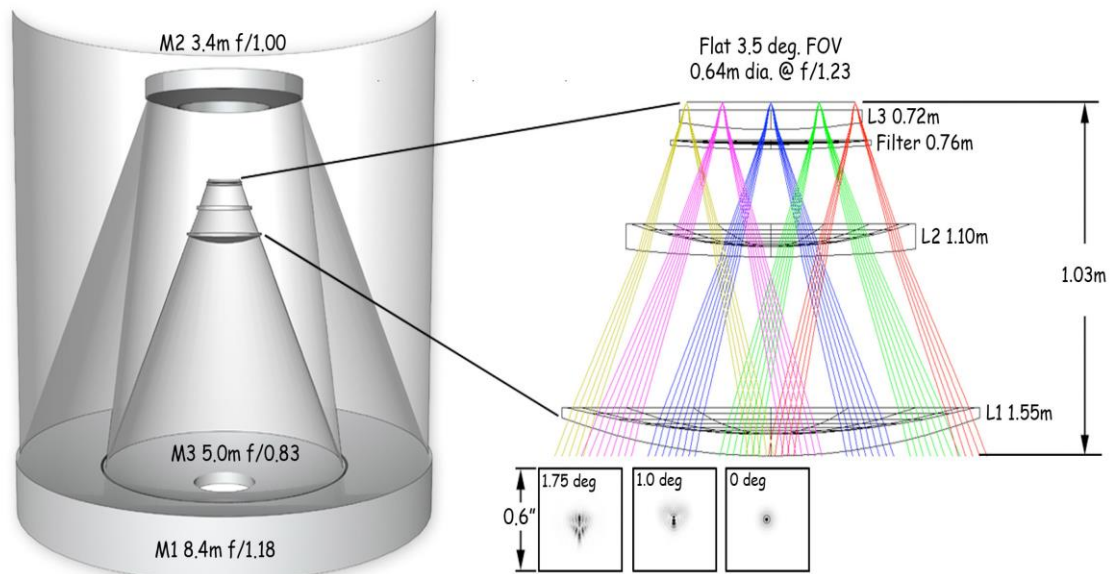 M2 3.4m f/1.00
M3 5.0m f/0.83
M1 8.4m f/1.18
Flat 3.5 deg. FOV
0.64m dia. @ f/1.23
L3 0.72m
Filter 0.76m
L2 1.10m
1.03m
L1 1.55m
0.6"
1.75 deg
1.0 deg
0 deg